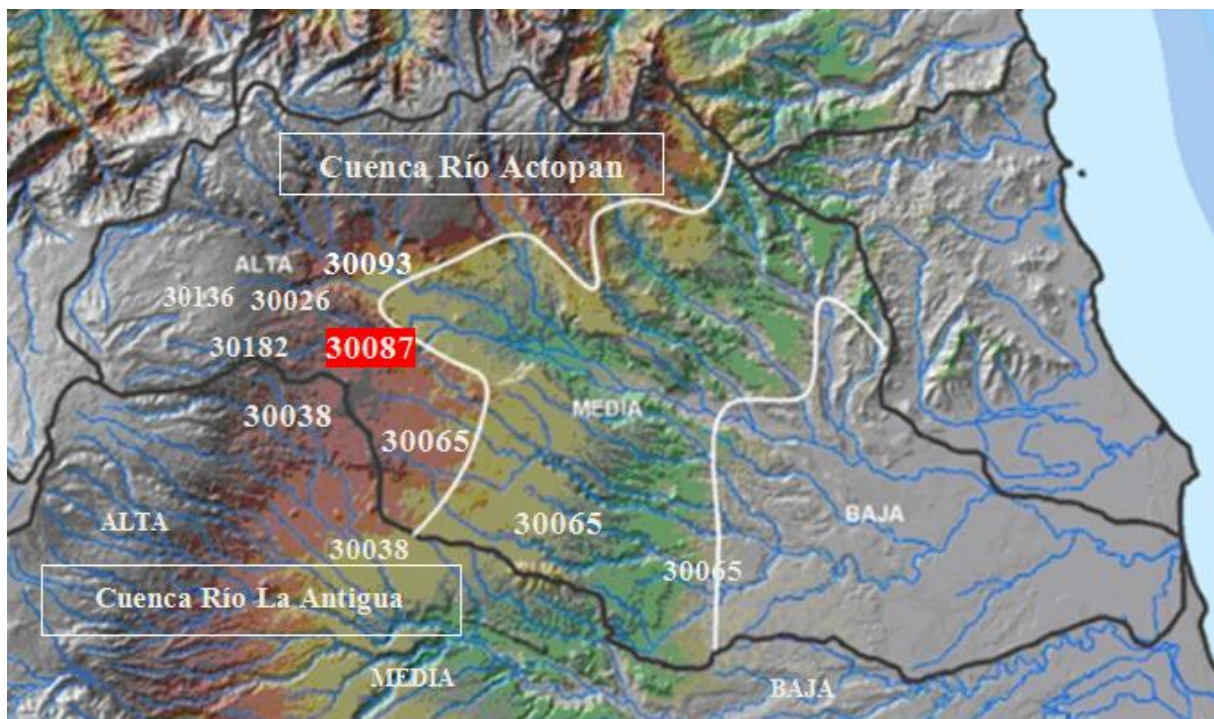 Cuenca Río Actopan
ALTA
30093
30136
30026
30182
30087
30038
30065
MEDIA
ALTA
30038
30065
BAJA
30065
Cuenca Río La Antigua
MEDIA
BAJA